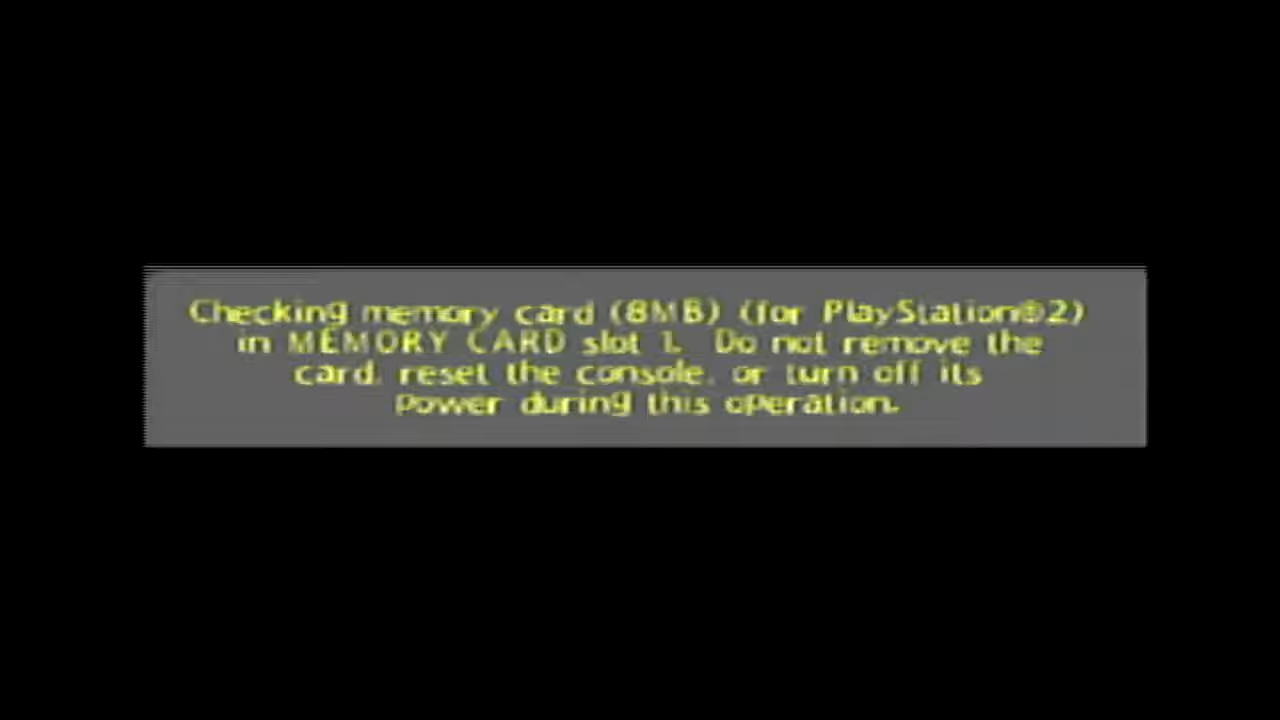 Checking memory card (8MB) (for PlayStation®2)
in MEMORY CARD slot 1. Do not remove the
card, reset the console, or turn off its
power during this operation.